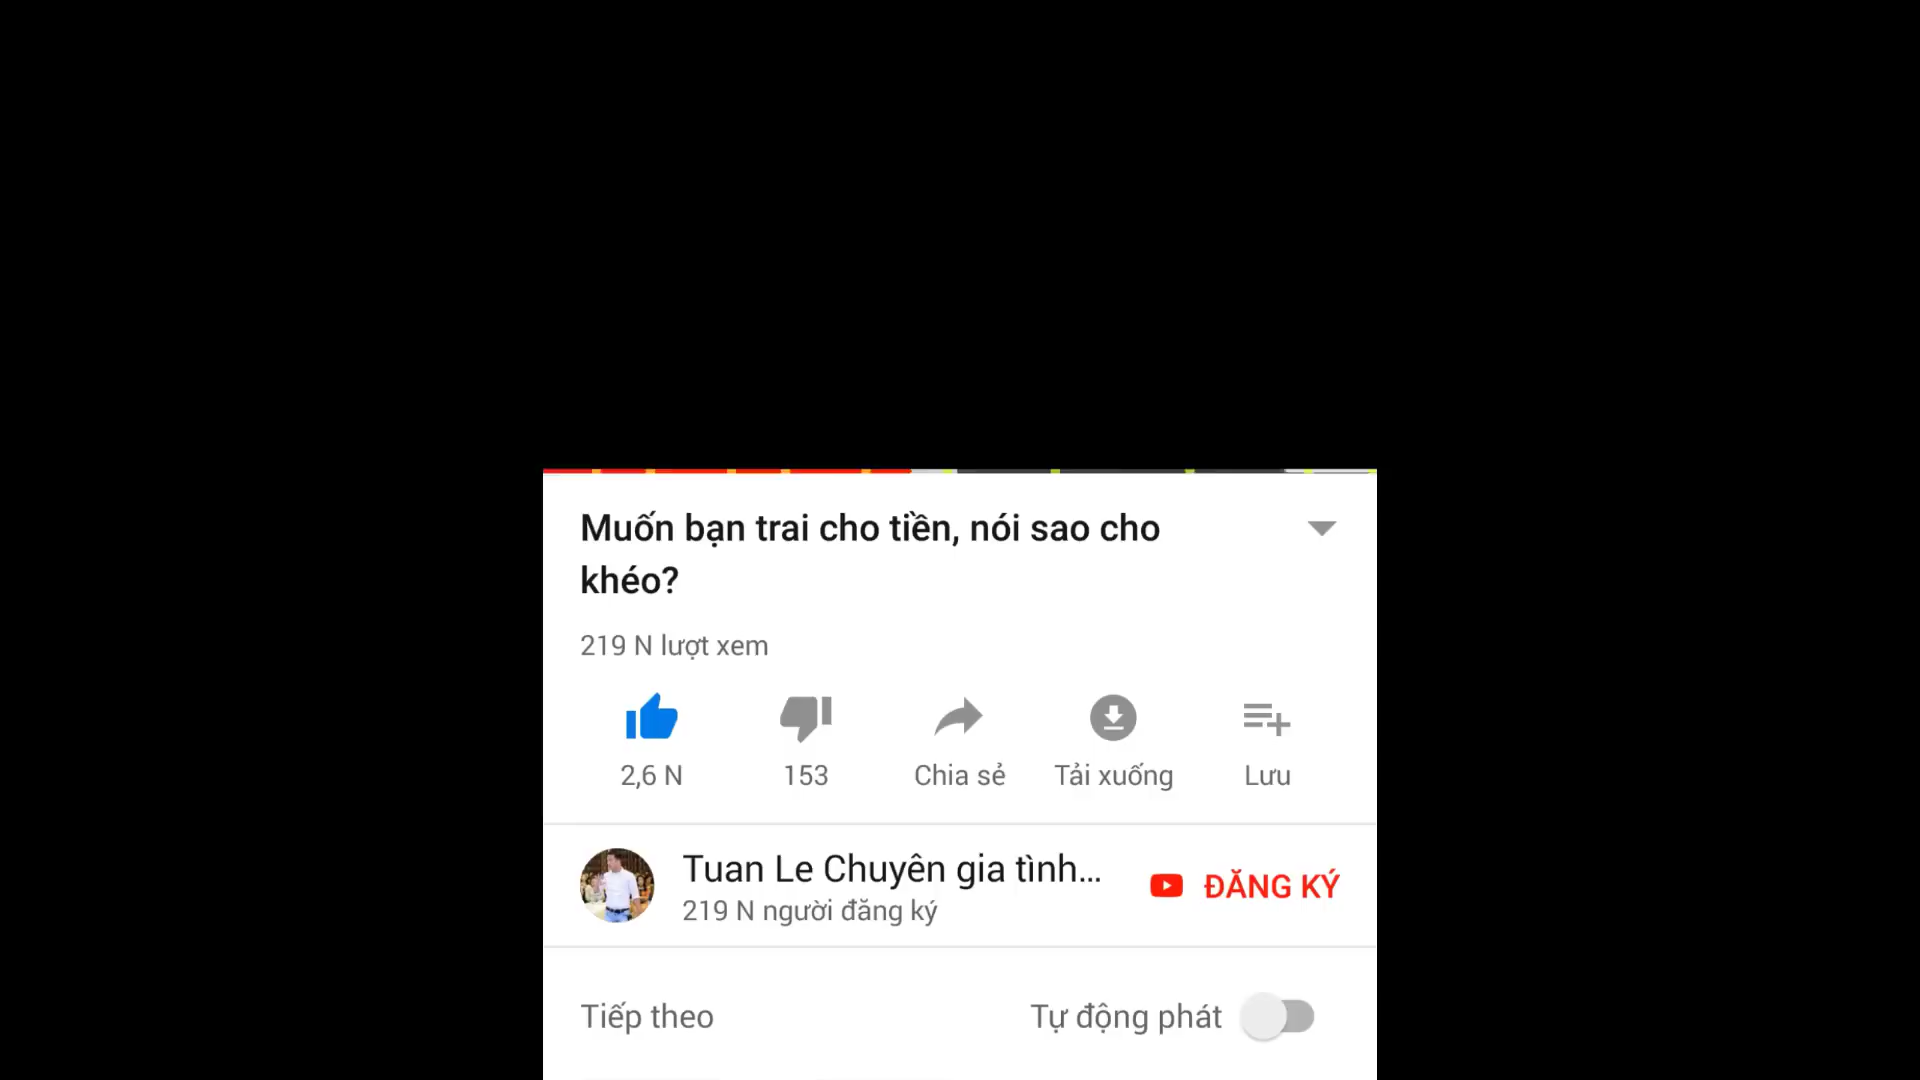 Muốn bạn trai cho tiền, nói sao cho
khéo?
219 N lượt xem
2,6 N
153
Chia sẻ
Tải xuống
Lưu
Tuan Le Chuyên gia tình...
ĐĂNG KÝ
219 N người đăng ký
Tiếp theo
Tự động phát